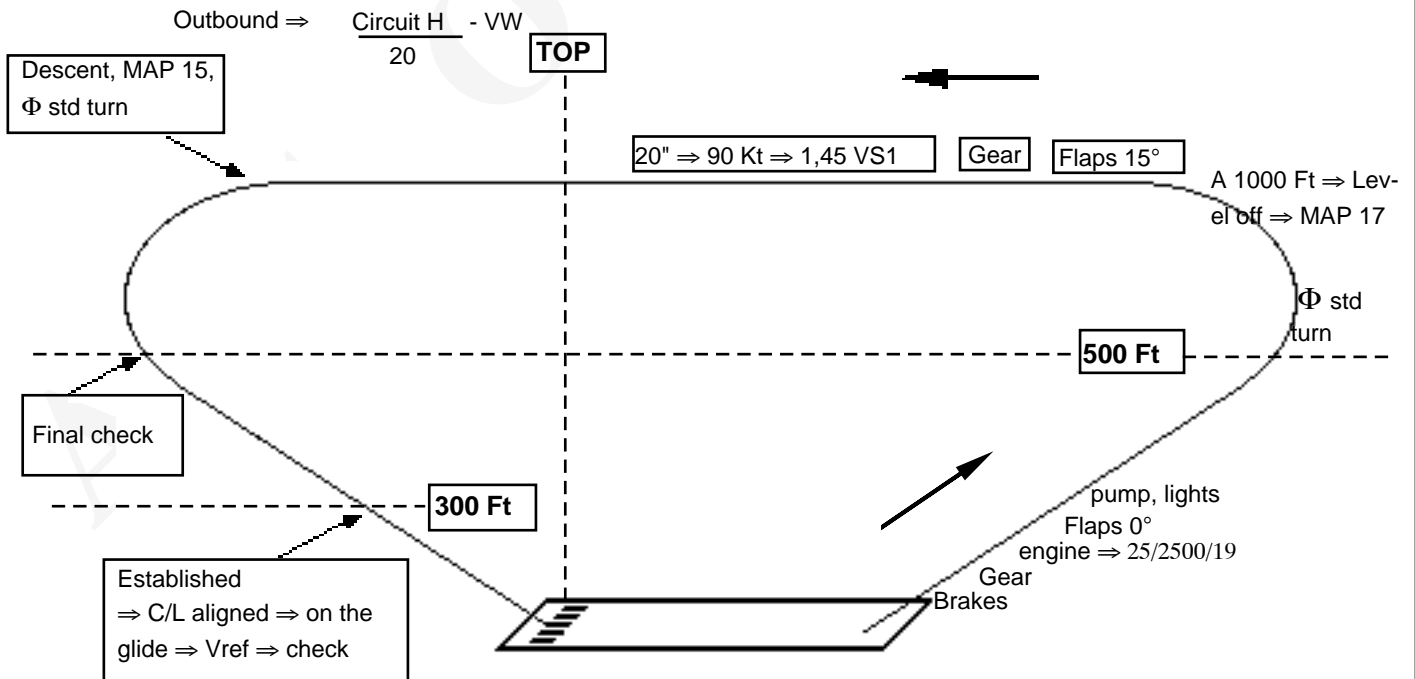 Outbound ⇒ Circuit H - VW
20
TOP
Descent, MAP 15,
Φ std turn
20" ⇒ 90 Kt ⇒ 1,45 VS1
Gear
Flaps 15°
A 1000 Ft ⇒ Lev-
el off ⇒ MAP 17
Φ std
turn
500 Ft
Final check
300 Ft
pump, lights
Flaps 0°
engine ⇒ 25/2500/19
Gear
Brakes
Established
⇒ C/L aligned ⇒ on the
glide ⇒ Vref ⇒ check